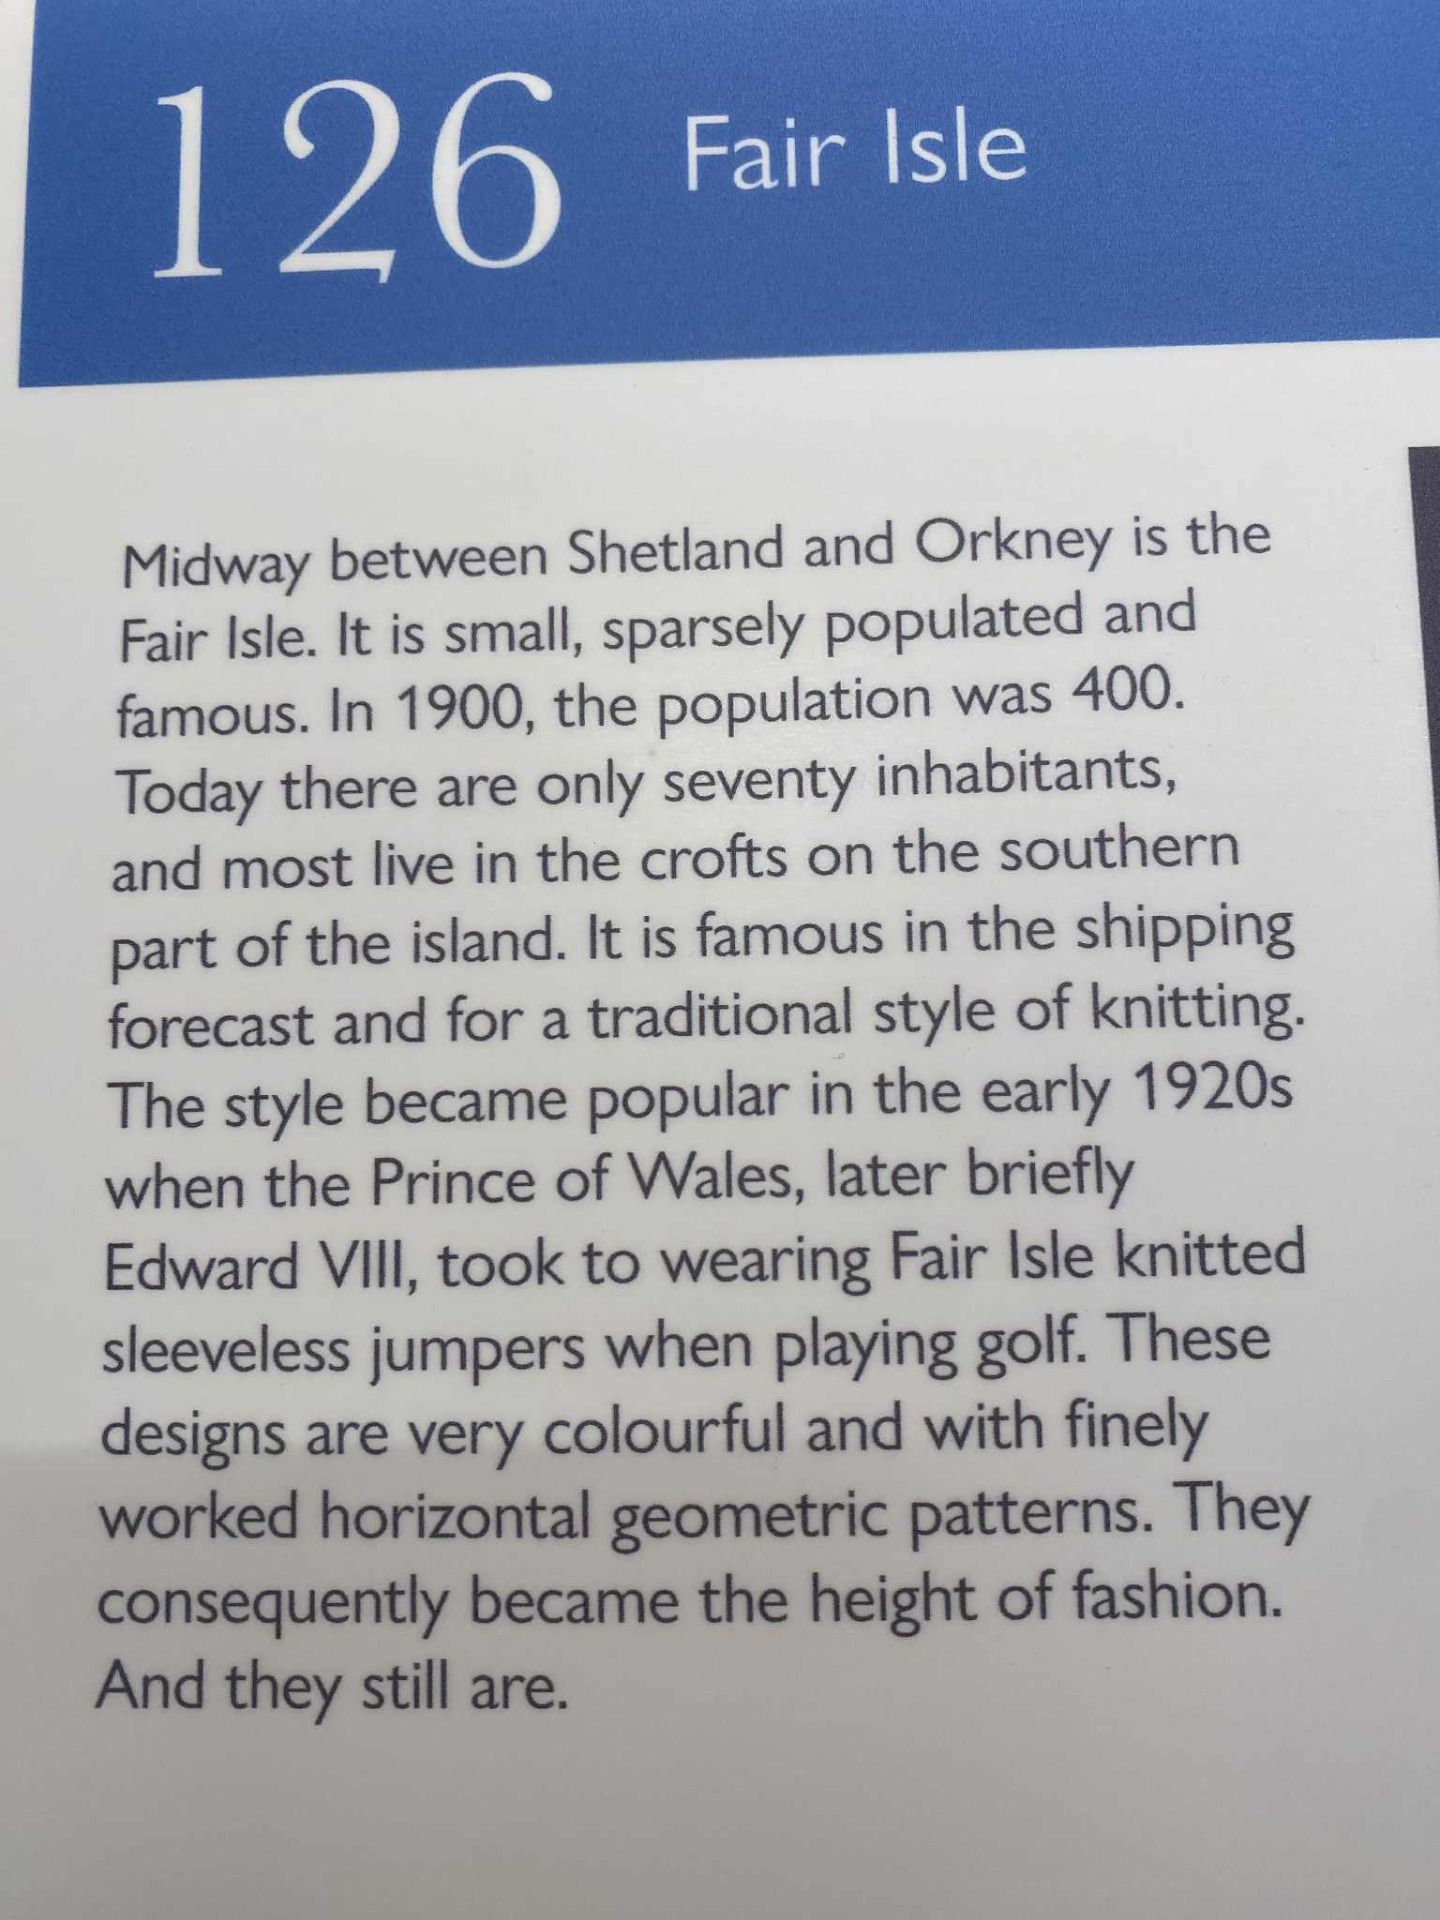 126 Fair Isle
Midway between Shetland and Orkney is the
Fair Isle. It is small, sparsely populated and
famous. In 1900, the population was 400.
Today there are only seventy inhabitants,
and most live in the crofts on the southern
part of the island. It is famous in the shipping
forecast and for a traditional style of knitting.
The style became popular in the early 1920s
when the Prince of Wales, later briefly
Edward VIII, took to wearing Fair Isle knitted
sleeveless jumpers when playing golf. These
designs are very colourful and with finely
worked horizontal geometric patterns. They
consequently became the height of fashion.
And they still are.